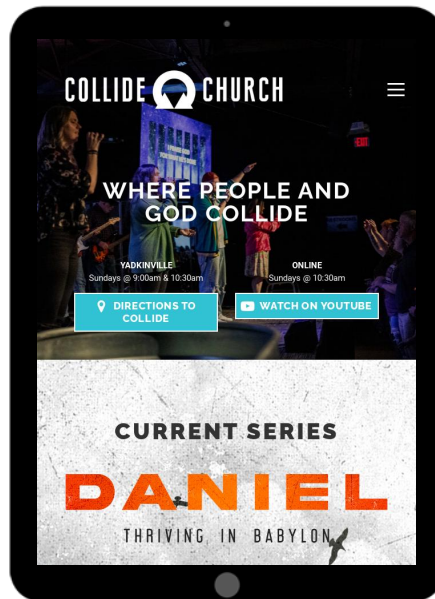 COLLIDE CHURCH
EXIT
WHERE PEOPLE AND
GOD COLLIDE
YADKINVILLE
Sundays @ 9:00am & 10:30am
ONLINE
Sundays @ 10:30am
DIRECTIONS TO
COLLIDE
WATCH ON YOUTUBE
CURRENT SERIES
DANIEL
THRIVING IN BABYLON